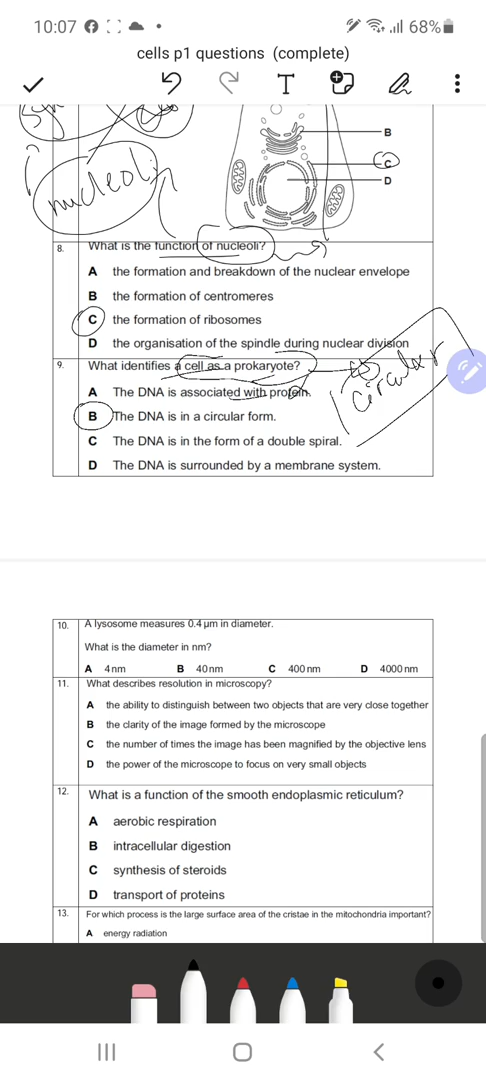 10:07
68%
cells p1 questions (complete)
T
nucleoli
B
C
D
8. What is the function of nucleoli?
A the formation and breakdown of the nuclear envelope
B the formation of centromeres
C the formation of ribosomes
D the organisation of the spindle during nuclear division
9. What identifies a cell as a prokaryote?
circular
A The DNA is associated with protein.
B The DNA is in a circular form.
C The DNA is in the form of a double spiral.
D The DNA is surrounded by a membrane system.
10. A lysosome measures 0.4 μm in diameter.
What is the diameter in nm?
A 4 nm B 40 nm C 400 nm D 4000 nm
11. What describes resolution in microscopy?
A the ability to distinguish between two objects that are very close together
B the clarity of the image formed by the microscope
C the number of times the image has been magnified by the objective lens
D the power of the microscope to focus on very small objects
12. What is a function of the smooth endoplasmic reticulum?
A aerobic respiration
B intracellular digestion
C synthesis of steroids
D transport of proteins
13. For which process is the large surface area of the cristae in the mitochondria important?
A energy radiation